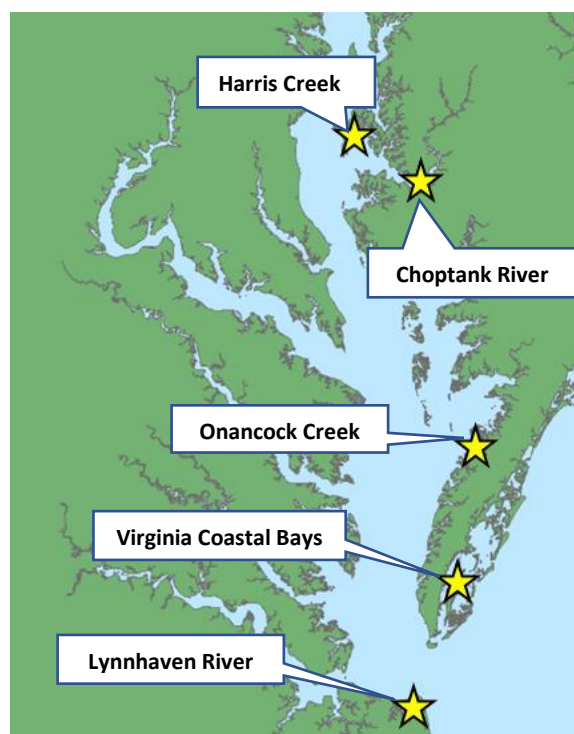 Harris Creek
Choptank River
Onancock Creek
Virginia Coastal Bays
Lynnhaven River